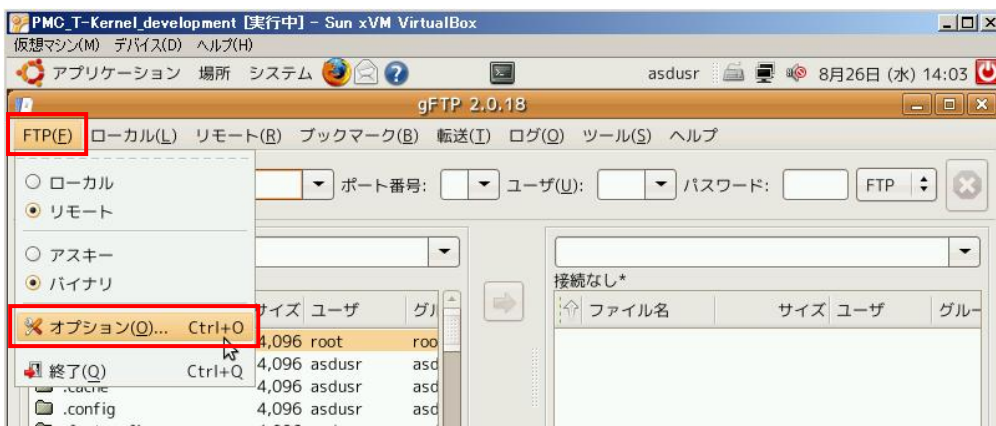 PMC_T-Kernel_development [実行中] - Sun xVM VirtualBox
仮想マシン(M) デバイス(D) ヘルプ(H)
アプリケーション 場所 システム asdusr 8月26日 (水) 14:03
gFTP 2.0.18
FTP(F) ローカル(L) リモート(R) ブックマーク(B) 転送(T) ログ(O) ツール(S) ヘルプ
ローカル
ポート番号: ユーザ(U): パスワード: FTP
リモート
アスキー
バイナリ
接続なし*
サイズ ユーザ グル ファイル名 サイズ ユーザ グルー
オプション(O)... Ctrl+O
4,096 root roo
終了(Q) Ctrl+Q
4,096 asdusr asd
.cache 4,096 asdusr asd
.config 4,096 asdusr asd